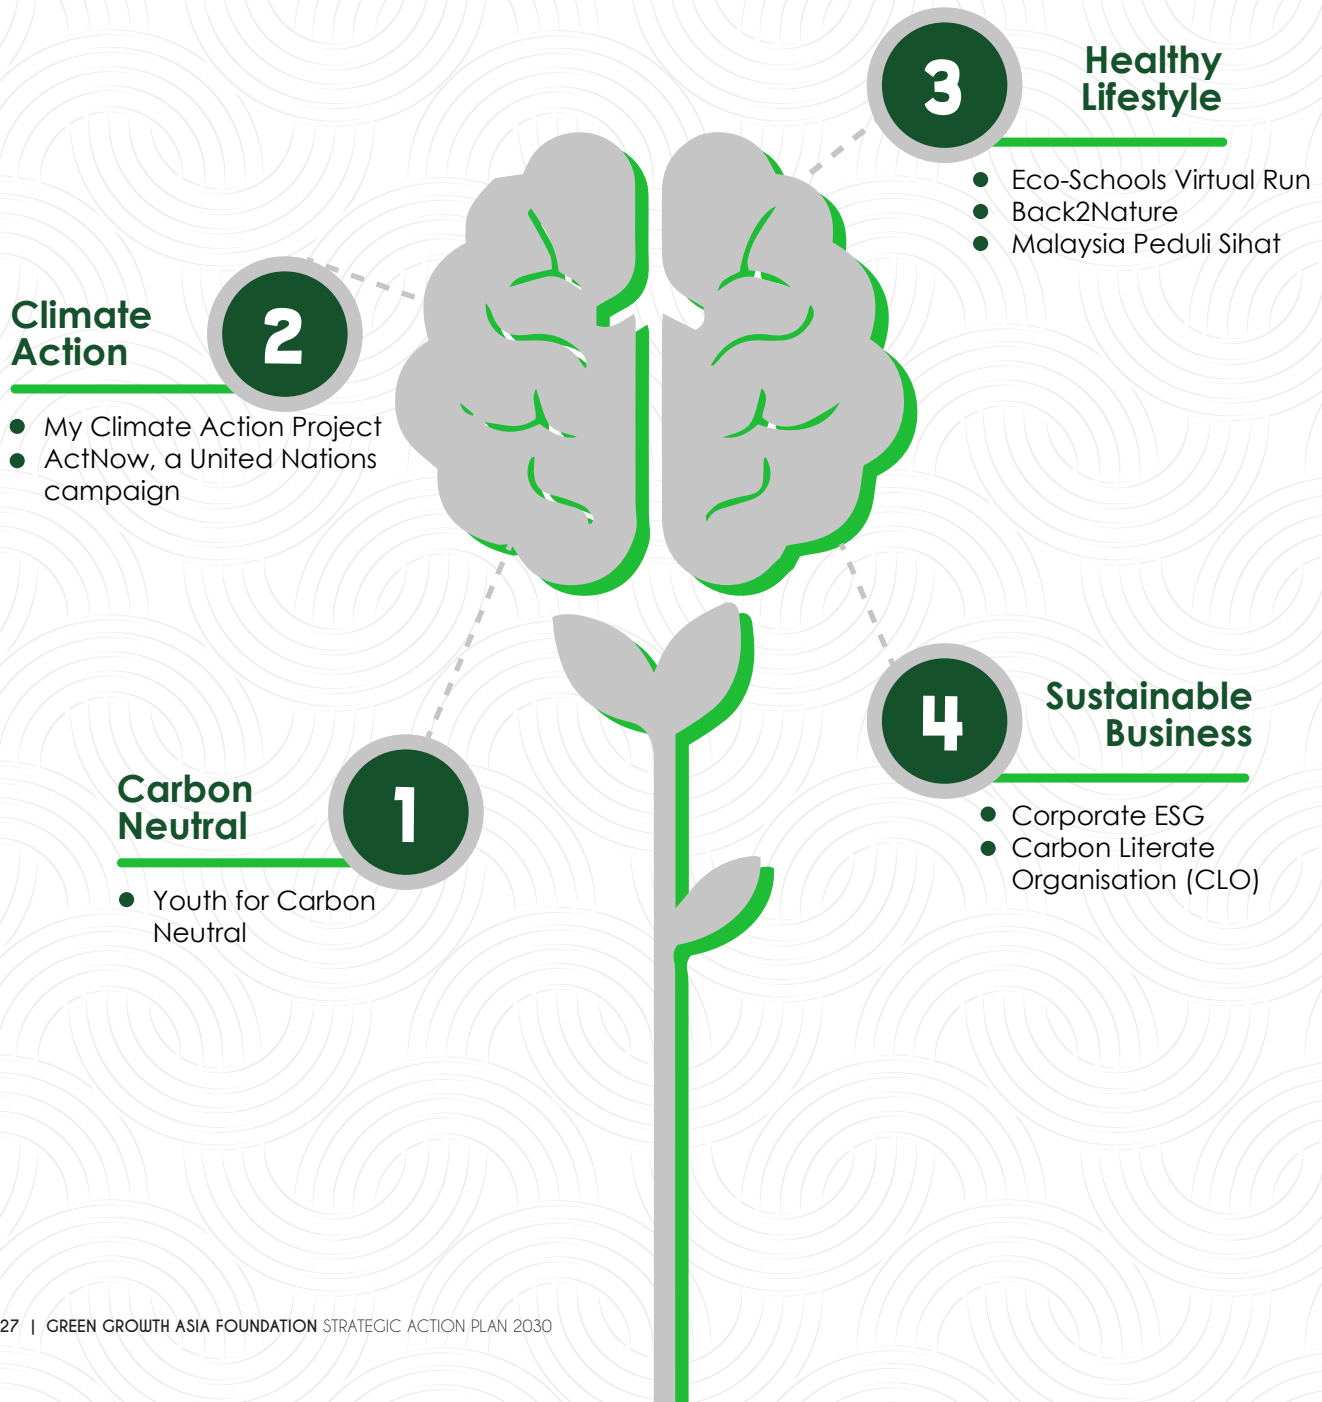 3
Healthy
Lifestyle
Eco-Schools Virtual Run
Back2Nature
Malaysia Peduli Sihat
2
Climate
Action
My Climate Action Project
ActNow, a United Nations
campaign
4
Sustainable
Business
Corporate ESG
Carbon Literate
Organisation (CLO)
1
Carbon
Neutral
Youth for Carbon
Neutral
27 | GREEN GROWTH ASIA FOUNDATION STRATEGIC ACTION PLAN 2030